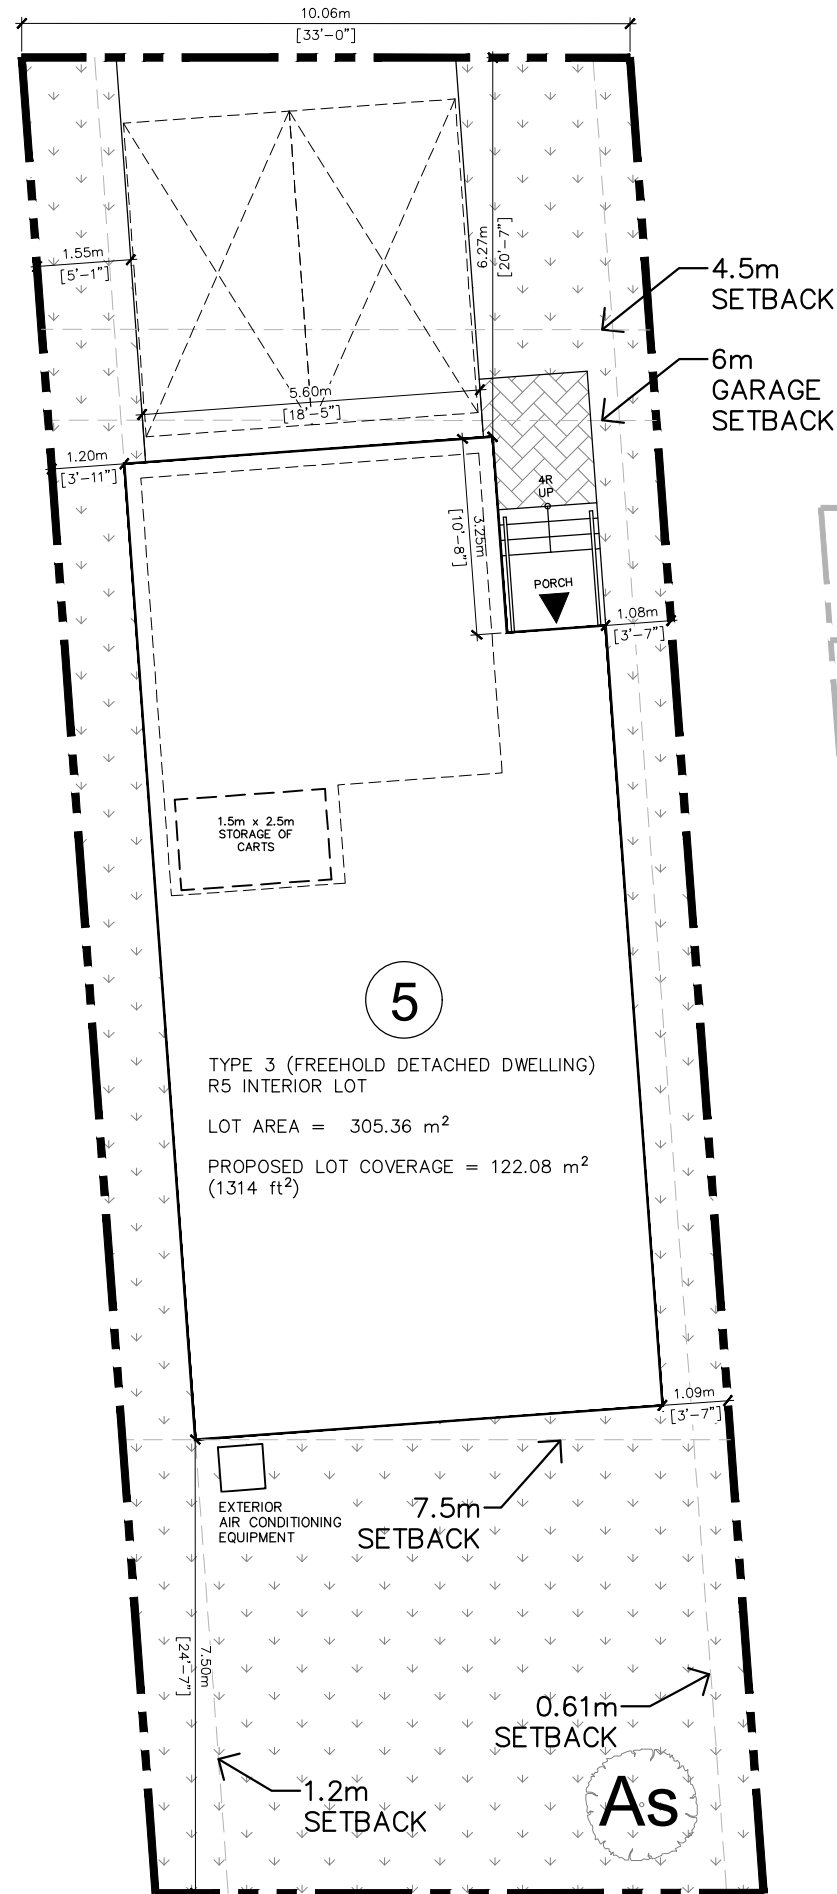 10.06m
[33'-0"]
1.55m
[5'-1"]
6.27m
[20'-7"]
4.5m
SETBACK
6m
GARAGE
SETBACK
5.60m
[18'-5"]
1.20m
[3'-11"]
3.25m
[10'-8"]
4R
UP
PORCH
1.08m
[3'-7"]
1.5m x 2.5m
STORAGE OF
CARTS
5
TYPE 3 (FREEHOLD DETACHED DWELLING)
R5 INTERIOR LOT
LOT AREA = 305.36 m²
PROPOSED LOT COVERAGE = 122.08 m²
(1314 ft²)
1.09m
[3'-7"]
EXTERIOR
AIR CONDITIONING
EQUIPMENT
7.5m
SETBACK
7.50m
[24'-7"]
0.61m
SETBACK
1.2m
SETBACK
As